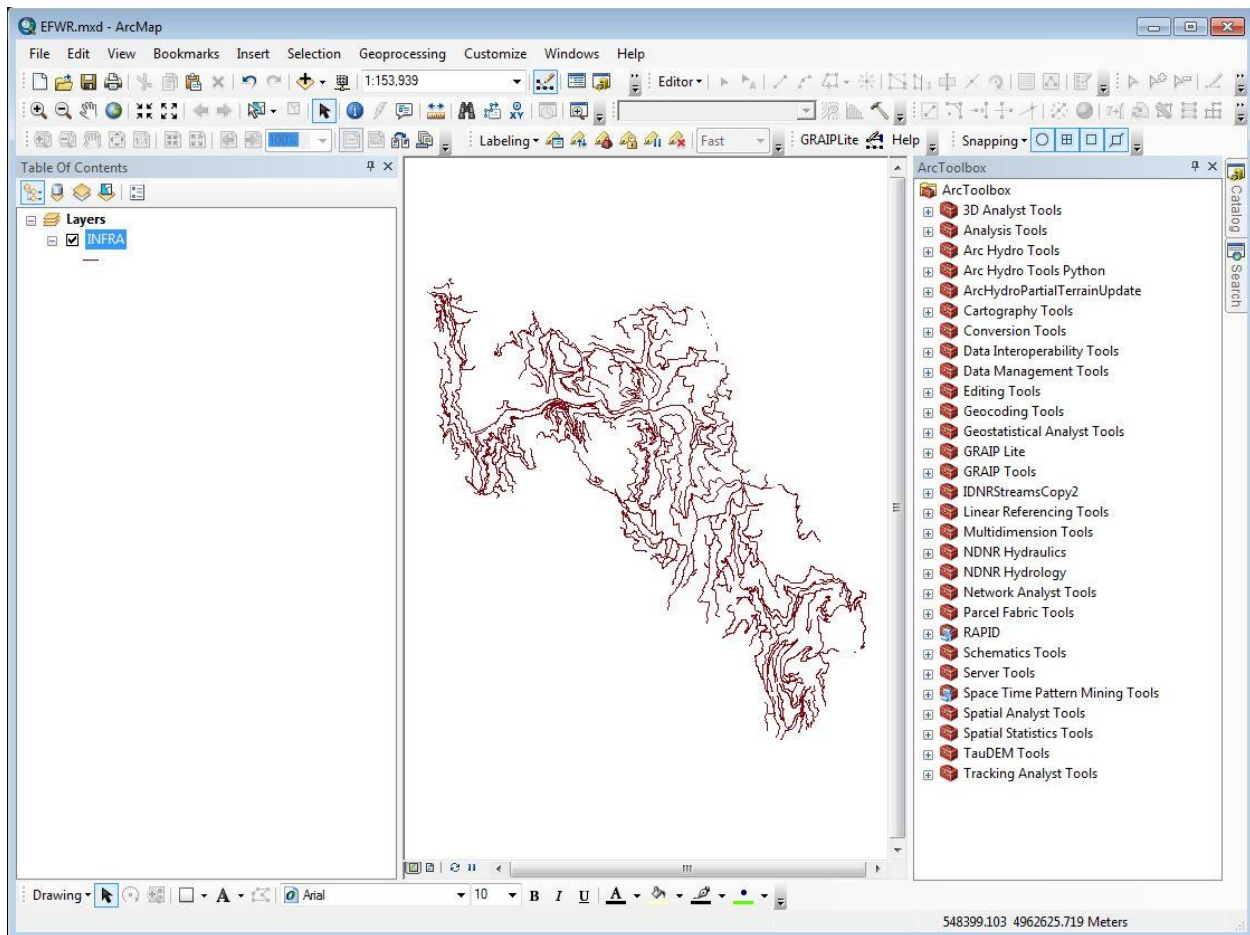 EFWR.mxd - ArcMap
File Edit View Bookmarks Insert Selection Geoprocessing Customize Windows Help
1:153,939 Editor
100% Labeling Fast GRAIPLite Help Snapping
Table Of Contents
Layers
INFRA
ArcToolbox
ArcToolbox
3D Analyst Tools
Analysis Tools
Arc Hydro Tools
Arc Hydro Tools Python
ArcHydroPartialTerrainUpdate
Cartography Tools
Conversion Tools
Data Interoperability Tools
Data Management Tools
Editing Tools
Geocoding Tools
Geostatistical Analyst Tools
GRAIP Lite
GRAIP Tools
IDNRStreamsCopy2
Linear Referencing Tools
Multidimension Tools
NDNR Hydraulics
NDNR Hydrology
Network Analyst Tools
Parcel Fabric Tools
RAPID
Schematics Tools
Server Tools
Space Time Pattern Mining Tools
Spatial Analyst Tools
Spatial Statistics Tools
TauDEM Tools
Tracking Analyst Tools
Catalog
Search
Drawing A Arial 10 B I U A
548399.103 4962625.719 Meters